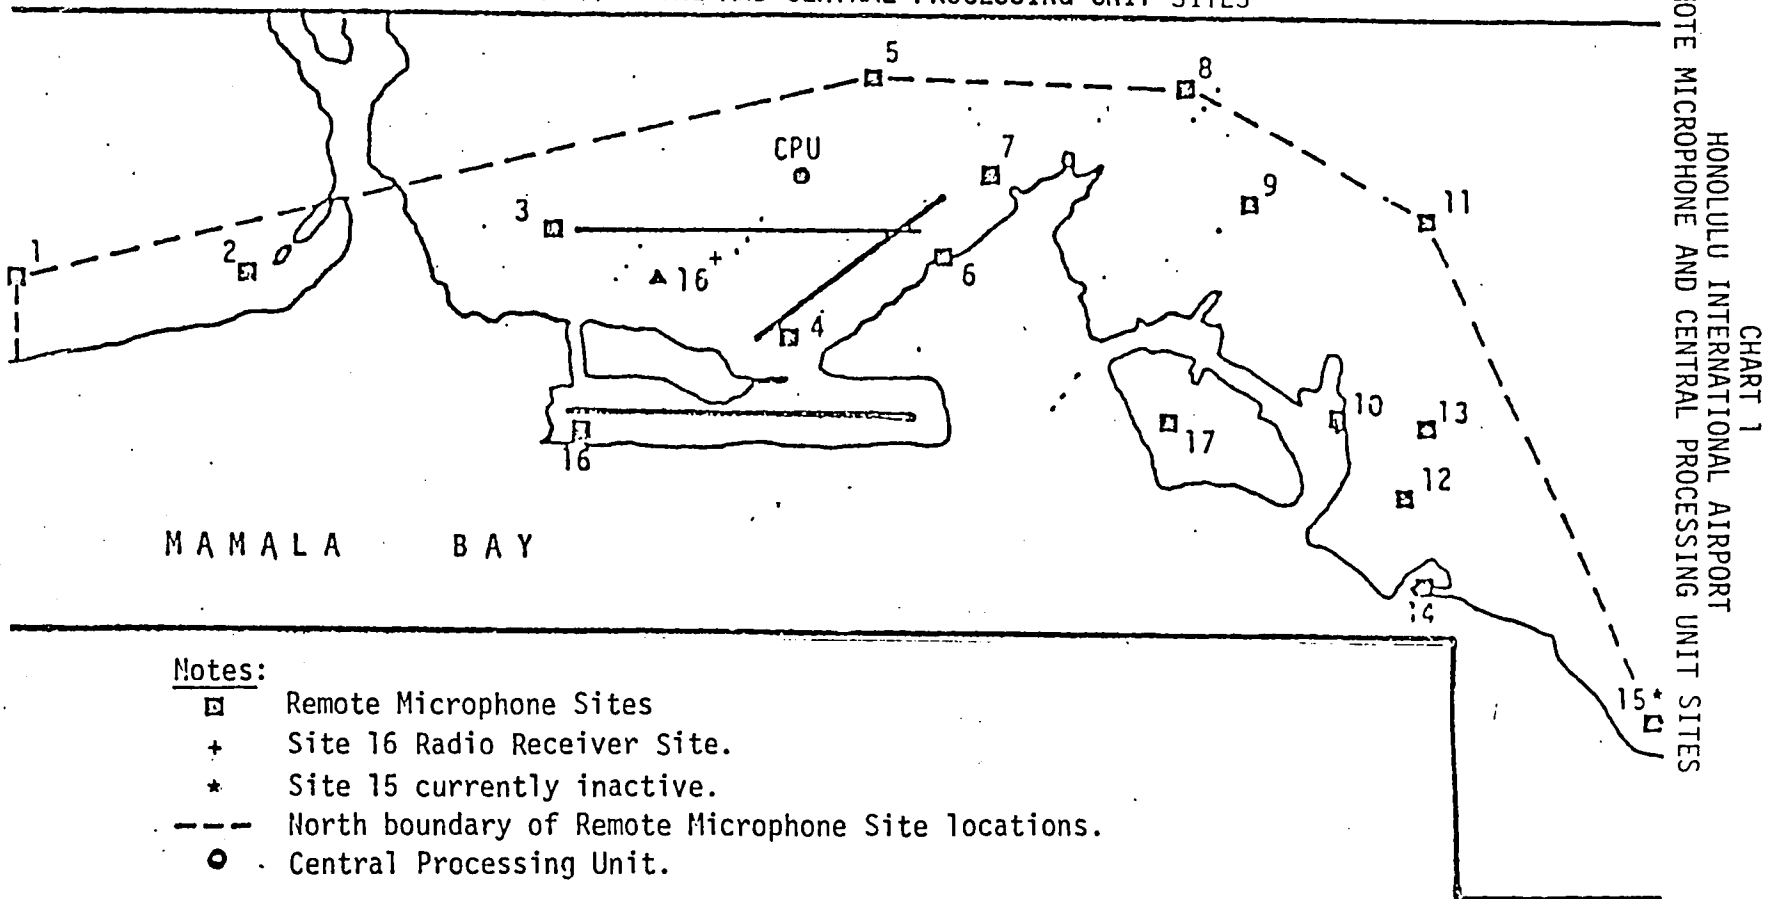 CENTRAL PROCESSING UNIT SITES
CHART 1
HONOLULU INTERNATIONAL AIRPORT
MICROPHONE AND CENTRAL PROCESSING UNIT SITES
5
8
CPU
7
9
3
11
1
2
16+
6
4
10
13
17
16
12
MAMALA BAY
14
15*
Notes:
Remote Microphone Sites
+ Site 16 Radio Receiver Site.
* Site 15 currently inactive.
--- North boundary of Remote Microphone Site locations.
Central Processing Unit.